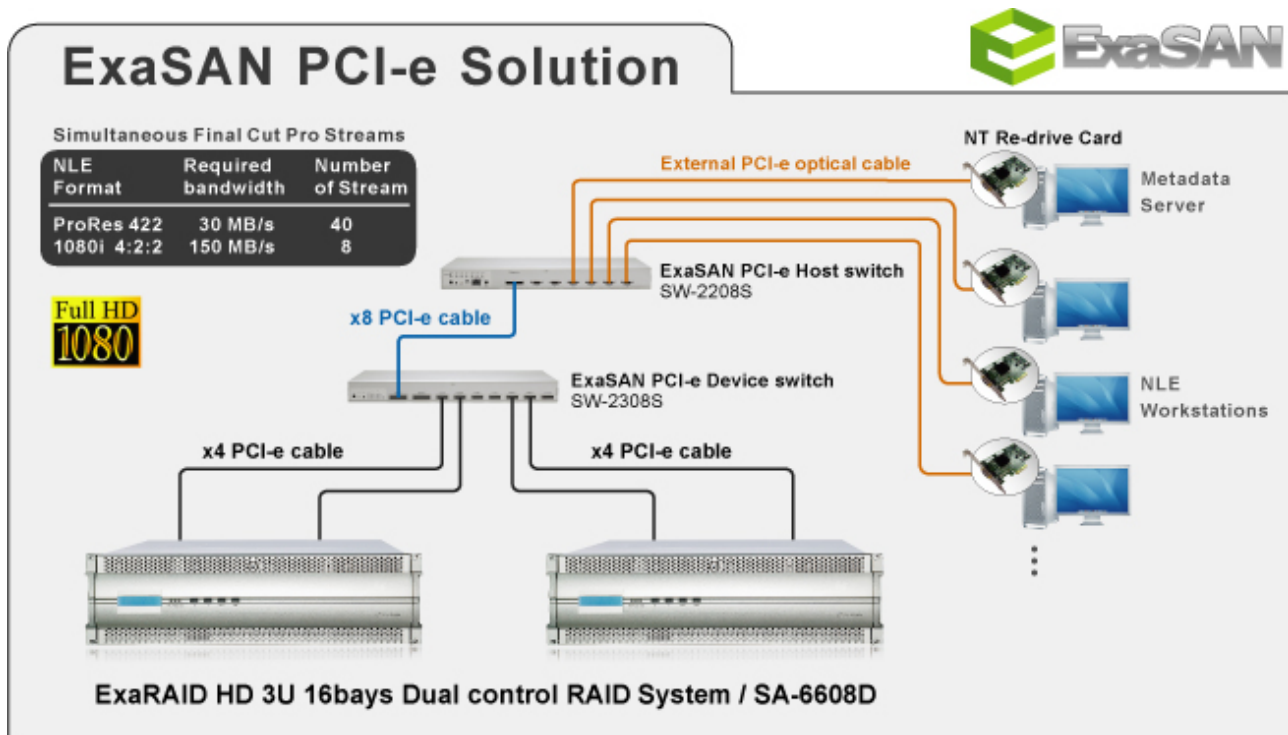 ExaSAN PCI-e Solution
ExaSAN
Simultaneous Final Cut Pro Streams
NLE Format Required bandwidth Number of Stream
ProRes 422 30 MB/s 40
1080i 4:2:2 150 MB/s 8
Full HD
1080
NT Re-drive Card
External PCI-e optical cable
Metadata
Server
ExaSAN PCI-e Host switch
SW-2208S
x8 PCI-e cable
ExaSAN PCI-e Device switch
SW-2308S
NLE
Workstations
x4 PCI-e cable
x4 PCI-e cable
ExaRAID HD 3U 16bays Dual control RAID System / SA-6608D